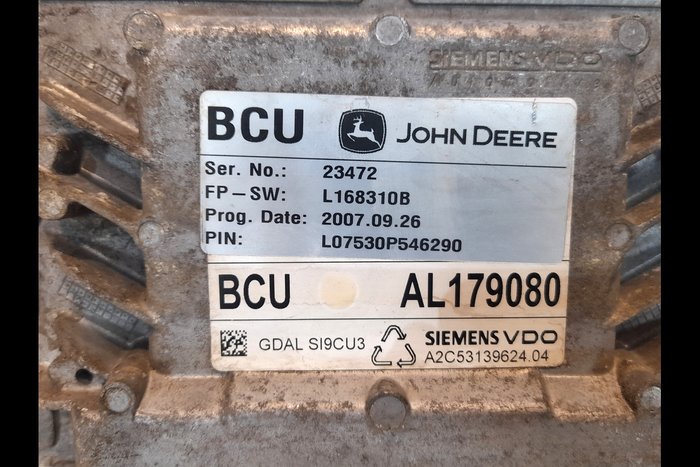 SIEMENS VDO
BCU JOHN DEERE
Ser. No.: 23472
FP-SW: L168310B
Prog. Date: 2007.09.26
PIN: L07530P546290
BCU AL179080
GDAL SI9CU3 SIEMENS VDO
A2C53139624.04